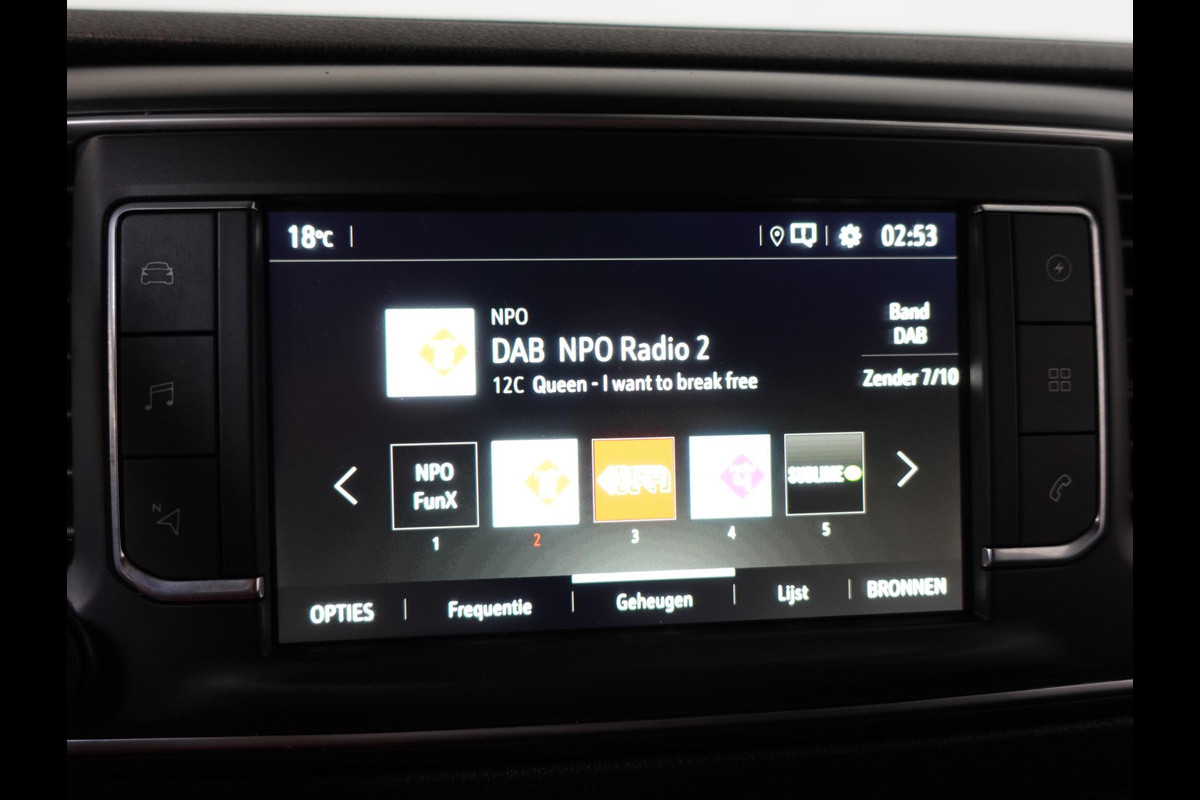 18°C
02:53
NPO
DAB NPO Radio 2
12C Queen - I want to break free
Band
DAB
Zender 7/10
NPO
FunX
SUBLIME
1
2
3
4
5
N
OPTIES
Frequentie
Geheugen
Lijst
BRONNEN